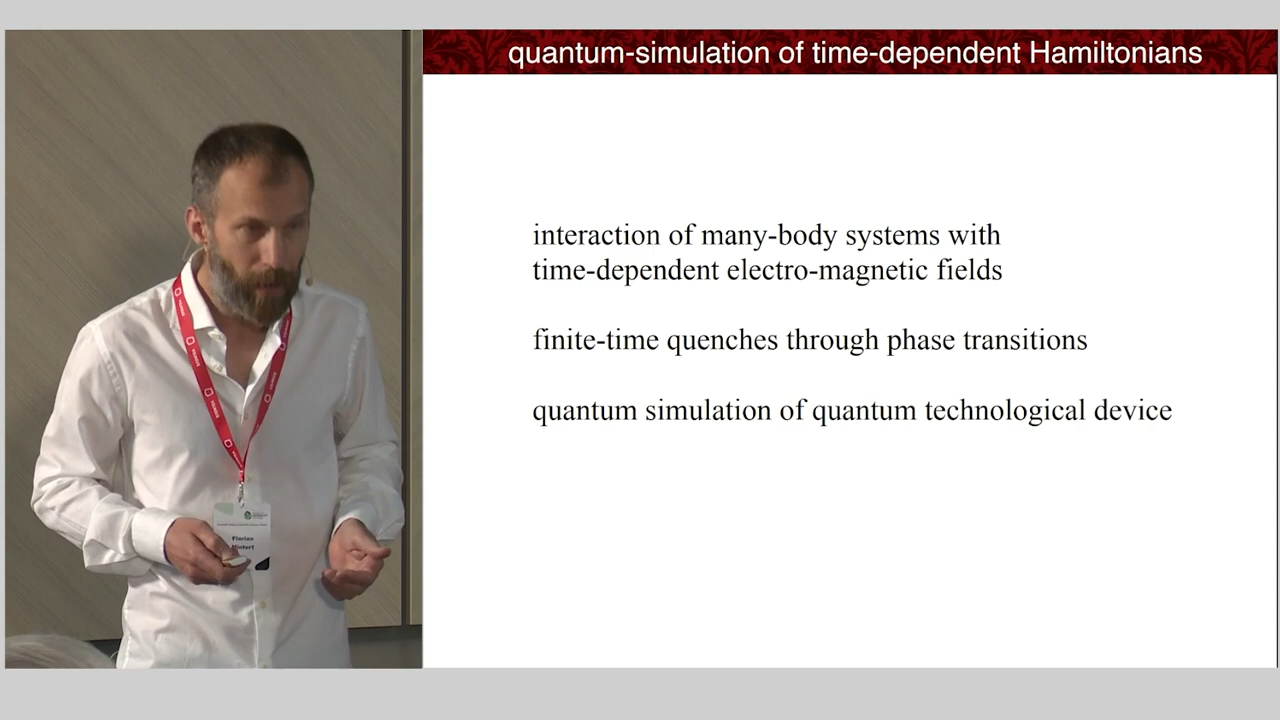 quantum-simulation of time-dependent Hamiltonians
interaction of many-body systems with
time-dependent electro-magnetic fields
finite-time quenches through phase transitions
quantum simulation of quantum technological device
Florian
Mintert